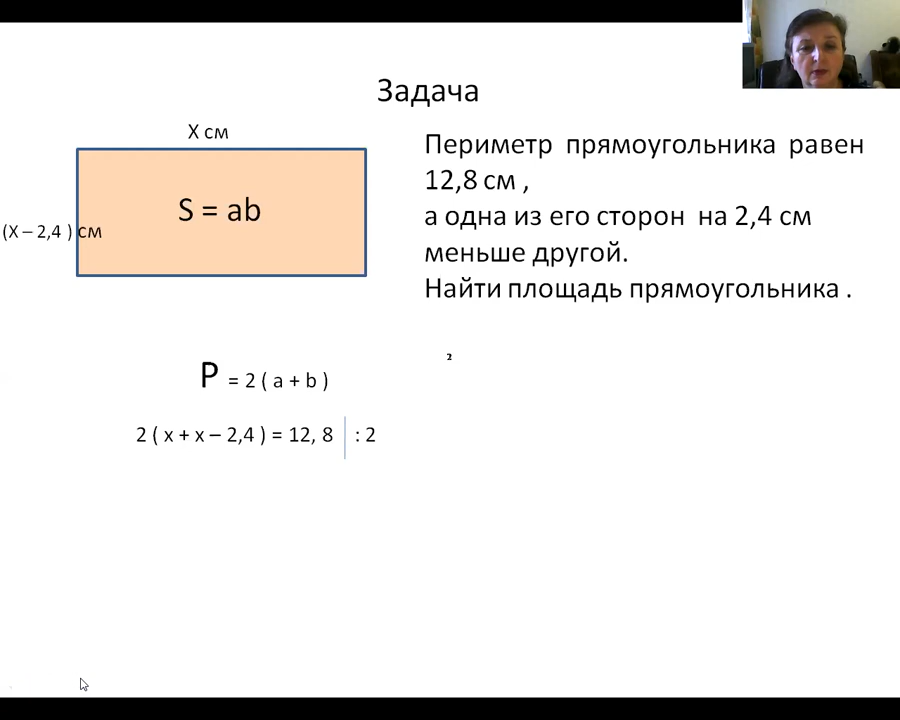 Задача
X см
Периметр прямоугольника равен
12,8 см ,
S = ab
а одна из его сторон на 2,4 см
(X – 2,4 ) см
меньше другой.
Найти площадь прямоугольника .
2
P = 2 ( a + b )
2 ( x + x – 2,4 ) = 12, 8 : 2